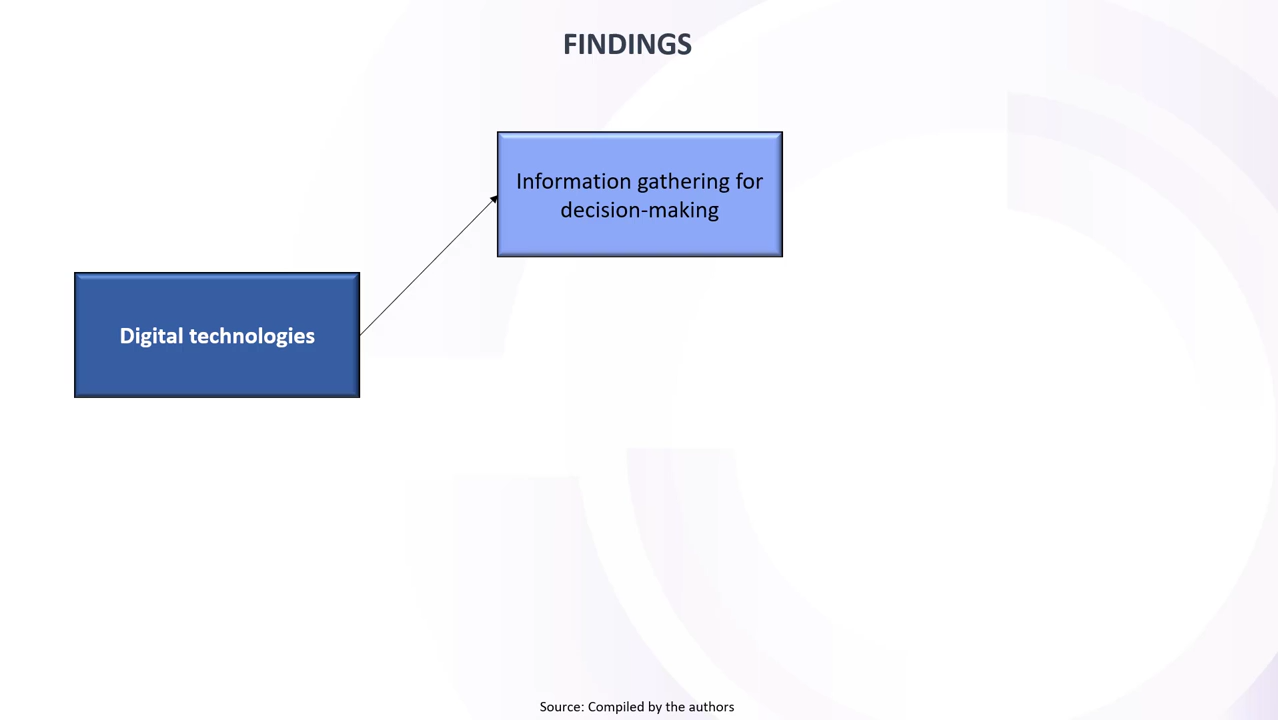 FINDINGS
Information gathering for
decision-making
Digital technologies
Source: Compiled by the authors